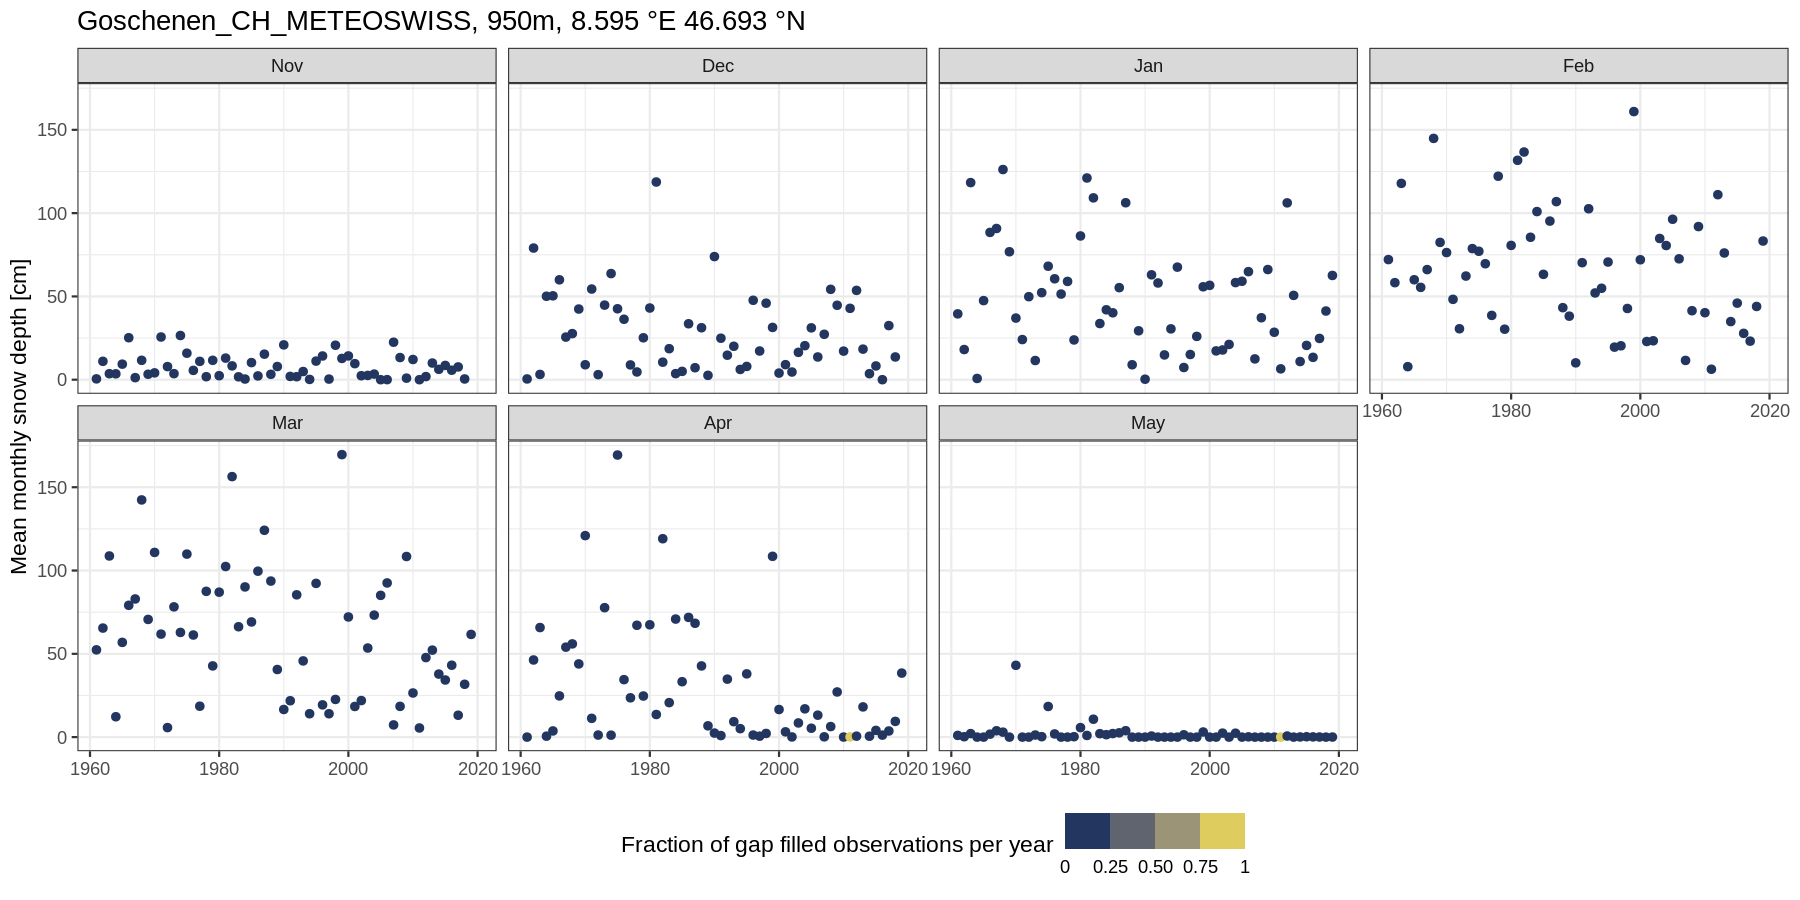 Goschenen_CH_METEOSWISS, 950m, 8.595 °E 46.693 °N
Nov Dec Jan Feb
150
100
50
0
1960 1980 2000 2020
Mar Apr May
150
100
50
0
1960 1980 2000 2020 1960 1980 2000 2020 1960 1980 2000 2020
Mean monthly snow depth [cm]
Fraction of gap filled observations per year
0 0.25 0.50 0.75 1